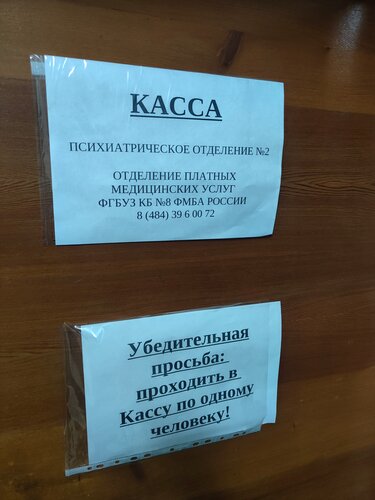 КАССА
ПСИХИАТРИЧЕСКОЕ ОТДЕЛЕНИЕ №2
ОТДЕЛЕНИЕ ПЛАТНЫХ
МЕДИЦИНСКИХ УСЛУГ
ФГБУЗ КБ №8 ФМБА РОССИИ
8 (484) 39 6 00 72
Убедительная
просьба:
проходить в
Кассу по одному
человеку!